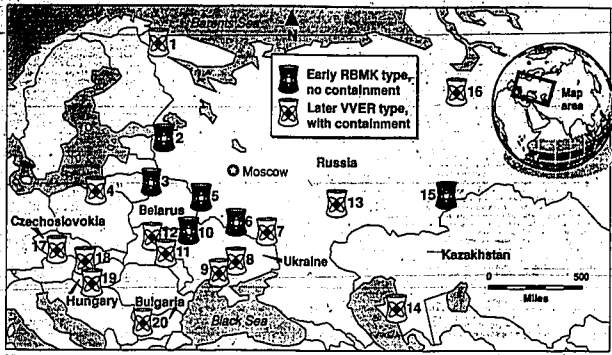 Barents Sea
N
1
Early RBMK type,
no containment
Later VVER type,
with containment
Map
area
16
2
Moscow
Russia
3
4
5
Belarus
13
15
Czechoslovokia
12
10
6
7
17
11
18
8
Ukraine
Kazakhstan
9
19
0 500
Miles
Hungary
Bulgaria
Black Sea
14
20